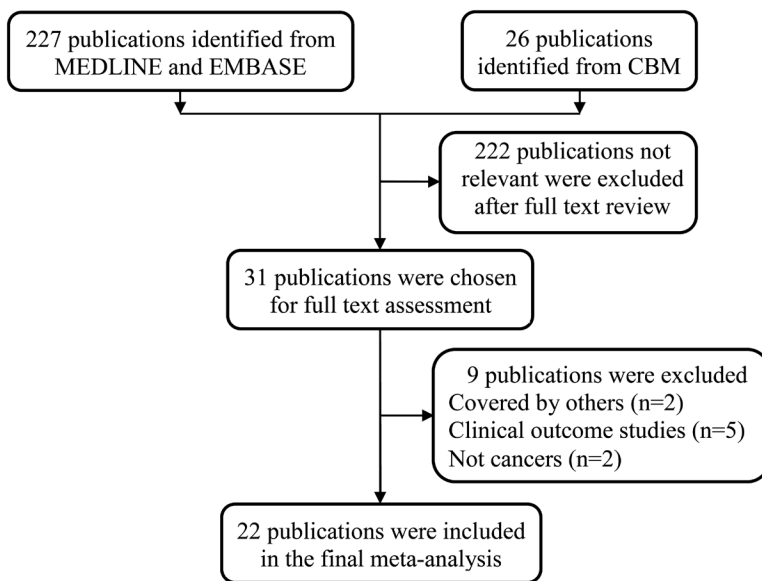 227 publications identified from
MEDLINE and EMBASE
26 publications
identified from CBM
222 publications not
relevant were excluded
after full text review
31 publications were chosen
for full text assessment
9 publications were excluded
Covered by others (n=2)
Clinical outcome studies (n=5)
Not cancers (n=2)
22 publications were included
in the final meta-analysis